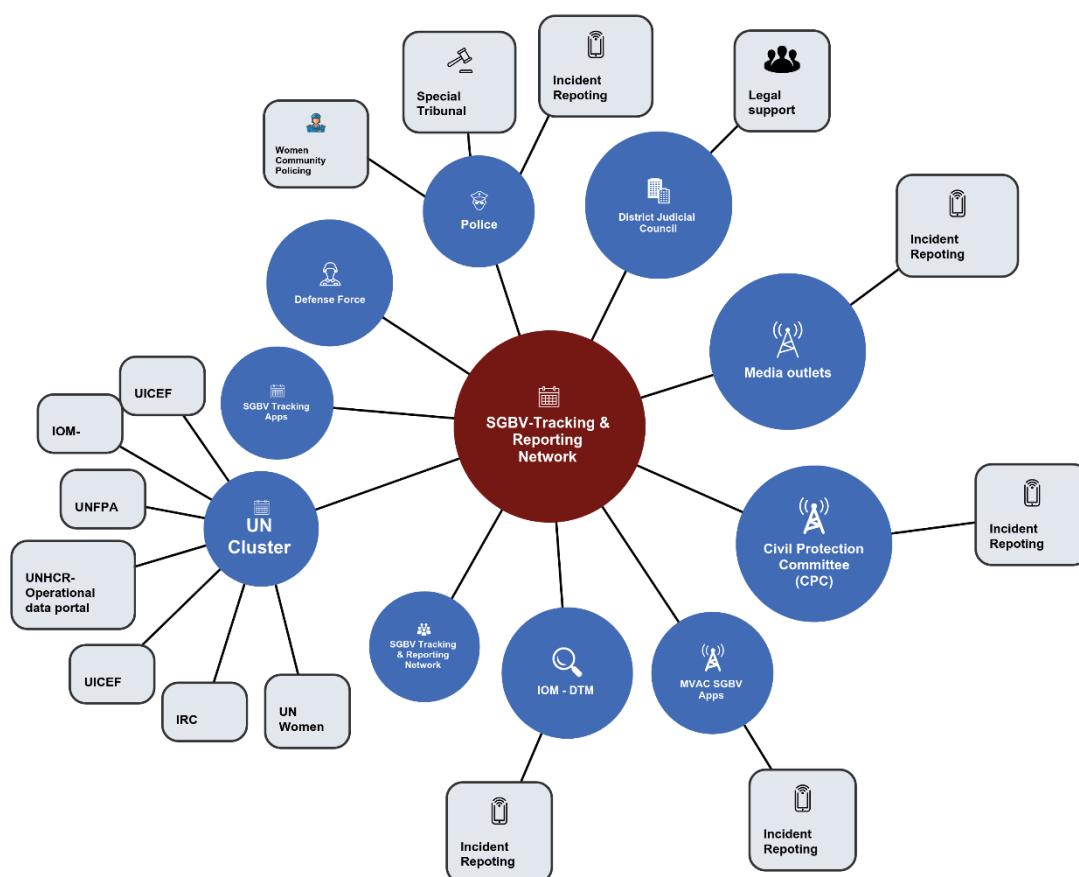 Special
Tribunal
Incident
Repoting
Legal
support
Women
Community
Policing
Police
District Judicial
Council
Incident
Repoting
Defense Force
Media outlets
SGBV Tracking
Apps
SGBV-Tracking &
Reporting
Network
UICEF
IOM-
UNFPA
UN
Cluster
UNHCR-
Operational
data portal
UICEF
IRC
UN
Women
SGBV Tracking
& Reporting
Network
IOM - DTM
MVAC SGBV
Apps
Civil Protection
Committee
(CPC)
Incident
Repoting
Incident
Repoting
Incident
Repoting